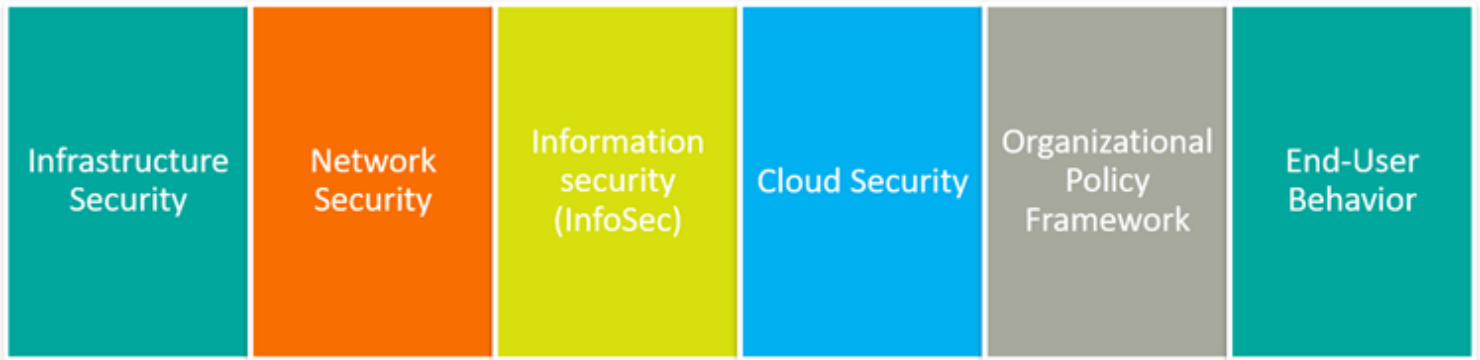 Infrastructure
Security
Network
Security
Information
security
(InfoSec)
Cloud Security
Organizational
Policy
Framework
End-User
Behavior